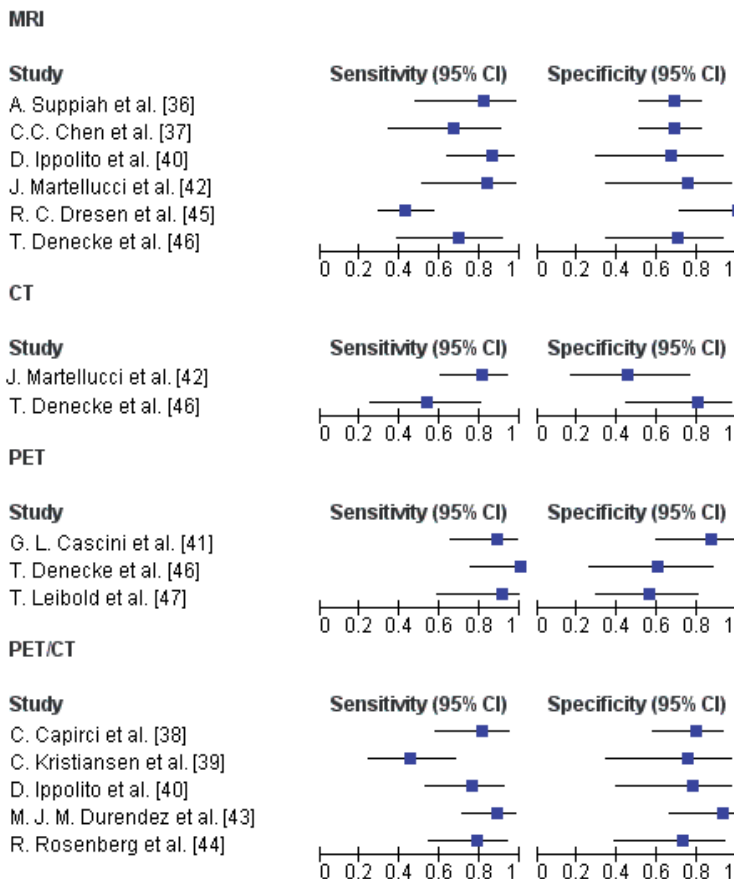 MRI
Study Sensitivity (95% CI) Specificity (95% CI)
A. Suppiah et al. [36]
C.C. Chen et al. [37]
D. Ippolito et al. [40]
J. Martellucci et al. [42]
R. C. Dresen et al. [45]
T. Denecke et al. [46]
0 0.2 0.4 0.6 0.8 1 0 0.2 0.4 0.6 0.8 1
CT
Study Sensitivity (95% CI) Specificity (95% CI)
J. Martellucci et al. [42]
T. Denecke et al. [46]
0 0.2 0.4 0.6 0.8 1 0 0.2 0.4 0.6 0.8 1
PET
Study Sensitivity (95% CI) Specificity (95% CI)
G. L. Cascini et al. [41]
T. Denecke et al. [46]
T. Leibold et al. [47]
0 0.2 0.4 0.6 0.8 1 0 0.2 0.4 0.6 0.8 1
PET/CT
Study Sensitivity (95% CI) Specificity (95% CI)
C. Capirci et al. [38]
C. Kristiansen et al. [39]
D. Ippolito et al. [40]
M. J. M. Durendez et al. [43]
R. Rosenberg et al. [44]
0 0.2 0.4 0.6 0.8 1 0 0.2 0.4 0.6 0.8 1